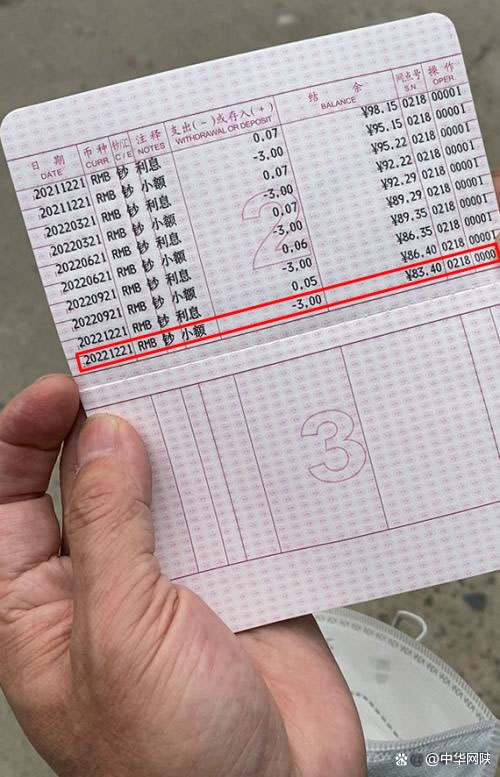 日期 币种 钞/汇 注释 支出(-)或存入(+) 结余 网点号 操作
DATE CURR. C/E NOTES WITHDRAWAL OR DEPOSIT BALANCE S.N OPER
20211221 RMB 钞 利息 0.07 ¥98.15 0218 00001
20211221 RMB 钞 小额 -3.00 ¥95.15 0218 00001
20220321 RMB 钞 利息 0.07 ¥95.22 0218 00001
20220321 RMB 钞 小额 -3.00 ¥92.22 0218 00001
20220621 RMB 钞 利息 0.07 ¥92.29 0218 00001
20220621 RMB 钞 小额 -3.00 ¥89.29 0218 00001
20220921 RMB 钞 利息 0.06 ¥89.35 0218 00001
20220921 RMB 钞 小额 -3.00 ¥86.35 0218 00001
20221221 RMB 钞 利息 0.05 ¥86.40 0218 00001
20221221 RMB 钞 小额 -3.00 ¥83.40 0218 0000
2
3
@中华网陕